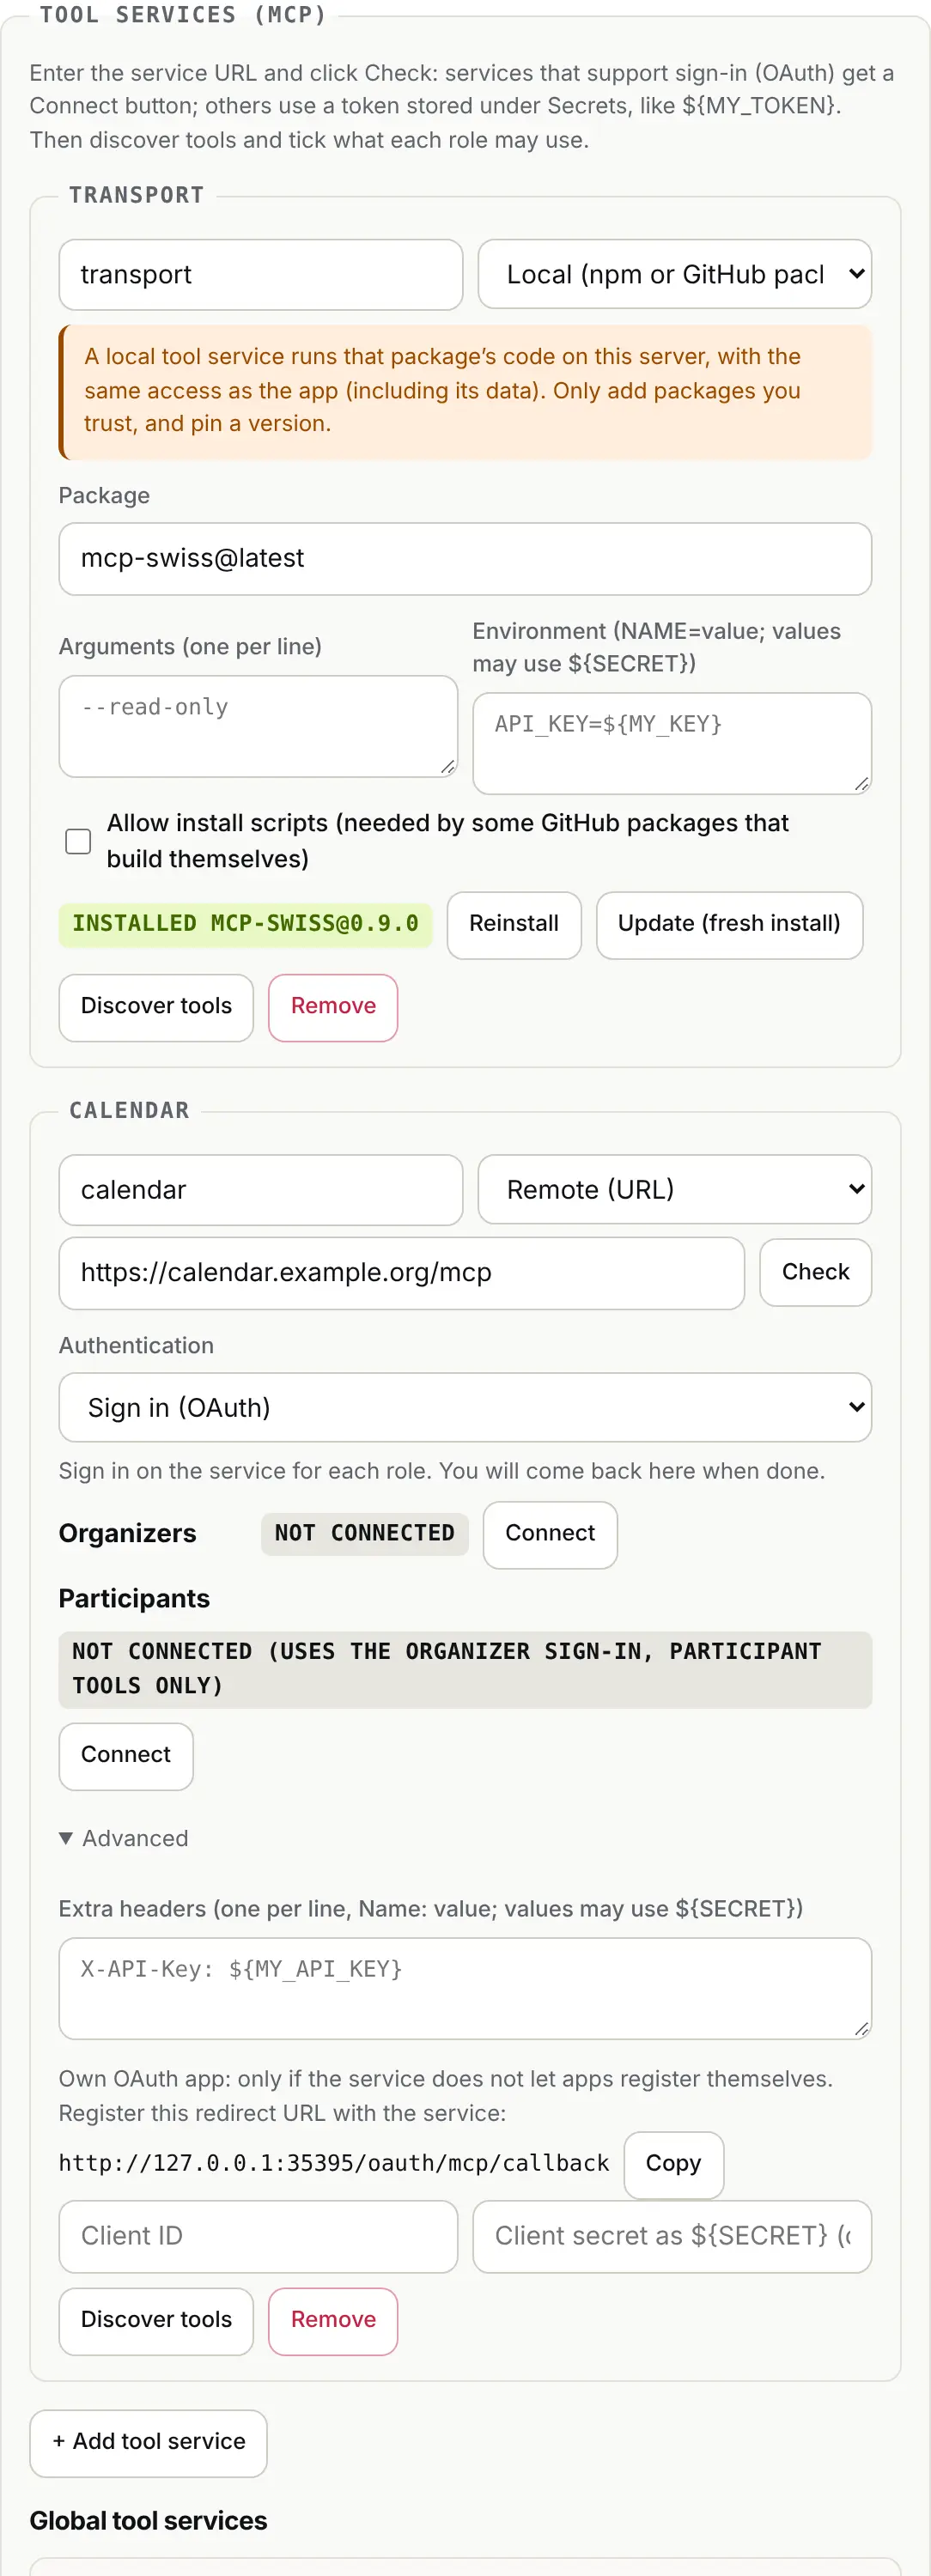 TOOL SERVICES (MCP)
Enter the service URL and click Check: services that support sign-in (OAuth) get a
Connect button; others use a token stored under Secrets, like ${MY_TOKEN}.
Then discover tools and tick what each role may use.
TRANSPORT
transport
Local (npm or GitHub pacl
A local tool service runs that package’s code on this server, with the
same access as the app (including its data). Only add packages you
trust, and pin a version.
Package
mcp-swiss@latest
Arguments (one per line)
Environment (NAME=value; values
may use ${SECRET})
--read-only
API_KEY=${MY_KEY}
Allow install scripts (needed by some GitHub packages that
build themselves)
INSTALLED MCP-SWISS@0.9.0
Reinstall
Update (fresh install)
Discover tools
Remove
CALENDAR
calendar
Remote (URL)
https://calendar.example.org/mcp
Check
Authentication
Sign in (OAuth)
Sign in on the service for each role. You will come back here when done.
Organizers
NOT CONNECTED
Connect
Participants
NOT CONNECTED (USES THE ORGANIZER SIGN-IN, PARTICIPANT
TOOLS ONLY)
Connect
▼ Advanced
Extra headers (one per line, Name: value; values may use ${SECRET})
X-API-Key: ${MY_API_KEY}
Own OAuth app: only if the service does not let apps register themselves.
Register this redirect URL with the service:
http://127.0.0.1:35395/oauth/mcp/callback
Copy
Client ID
Client secret as ${SECRET} (
Discover tools
Remove
+ Add tool service
Global tool services